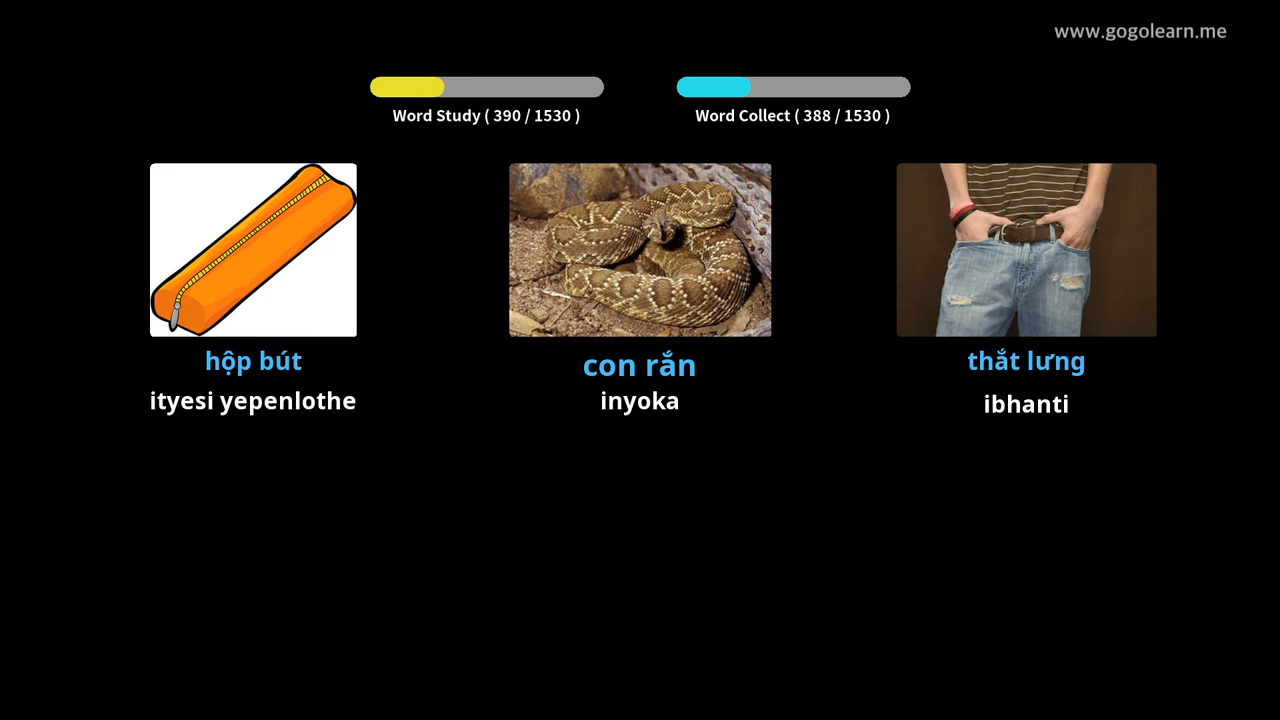 www.gogolearn.me
Word Study ( 390 / 1530 )
Word Collect ( 388 / 1530 )
hộp bút
ityesi yepenlothe
con rắn
inyoka
thắt lưng
ibhanti